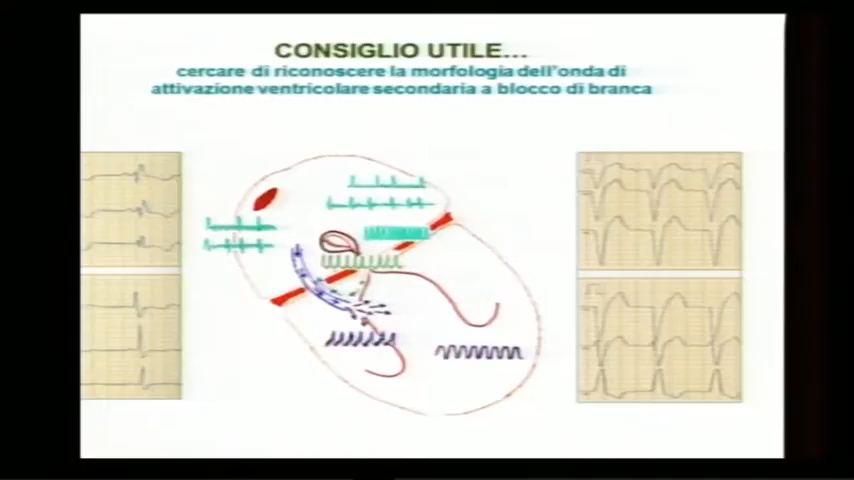 CONSIGLIO UTILE...
cercare di riconoscere la morfologia dell'onda di
attivazione ventricolare secondaria a blocco di branca